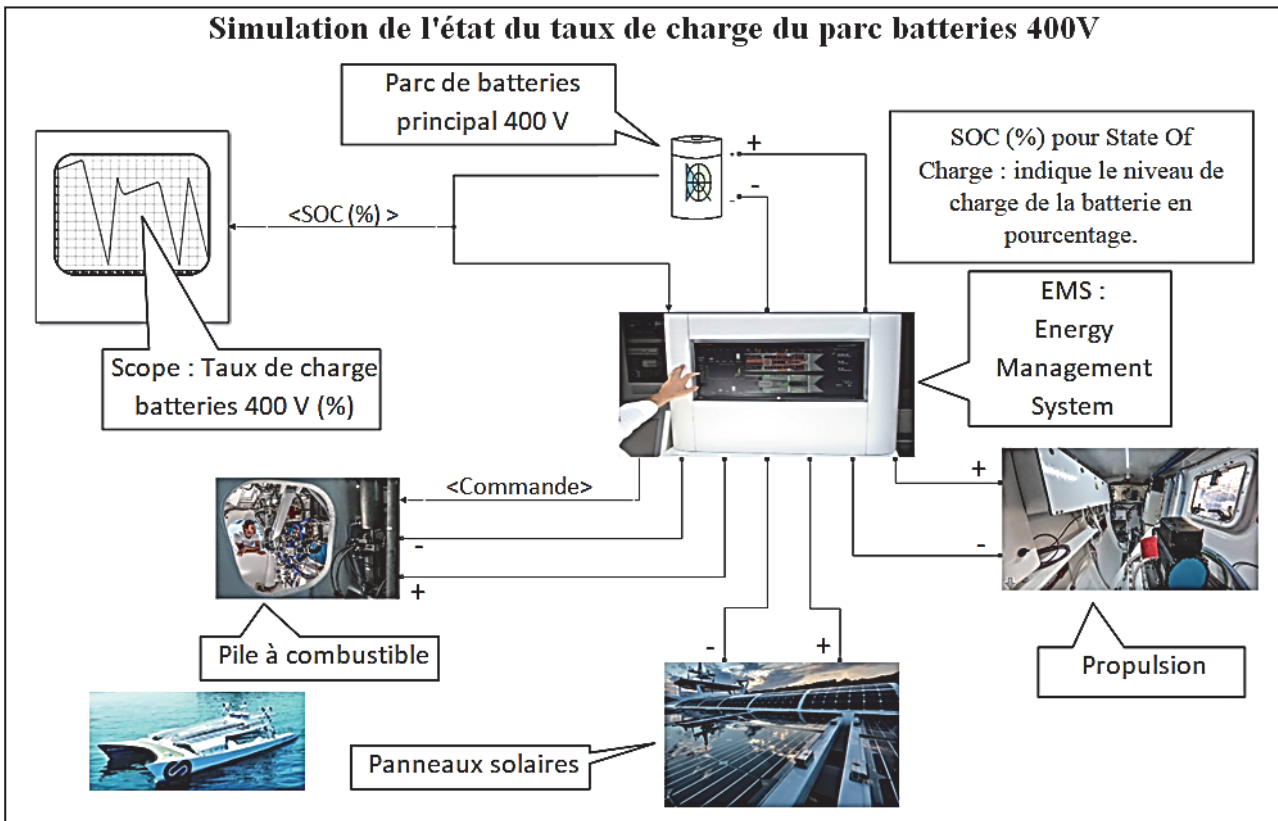 Simulation de l'état du taux de charge du parc batteries 400V
Parc de batteries
principal 400 V
SOC (%) pour State Of
Charge : indique le niveau de
charge de la batterie en
pourcentage.
+
-
<SOC (%) >
EMS :
Energy
Management
System
Scope : Taux de charge
batteries 400 V (%)
<Commande>
-
+
+
-
Pile à combustible
-
+
Propulsion
Panneaux solaires